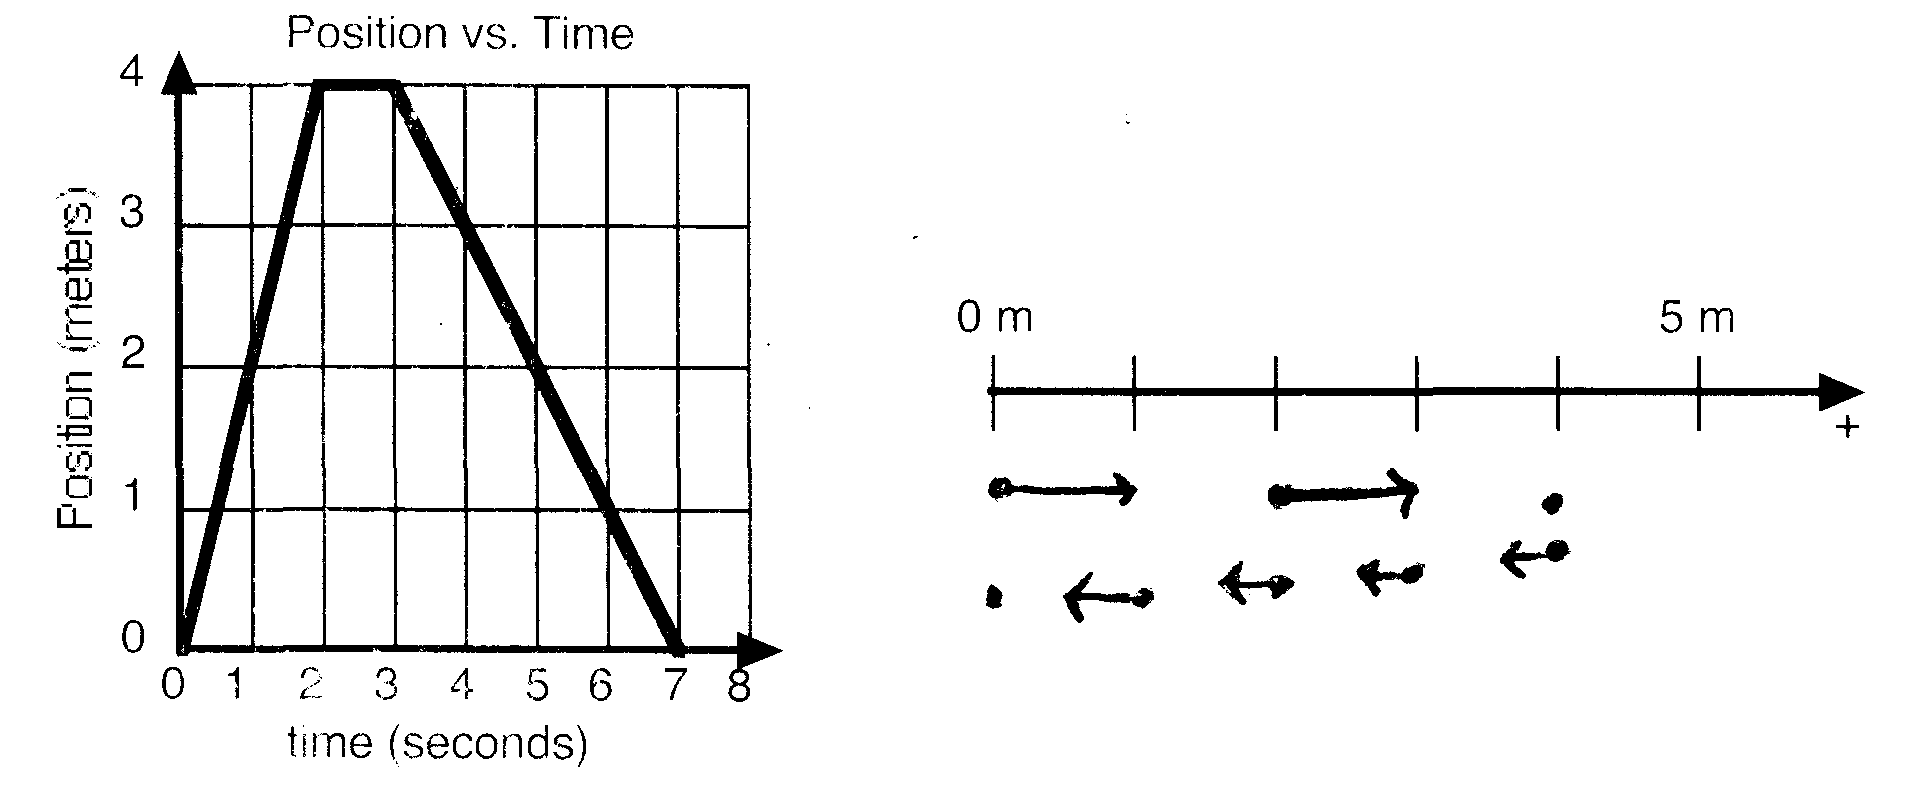 Position vs. Time
Position (meters)
4
3
2
1
0
0 1 2 3 4 5 6 7 8
time (seconds)
0 m 5 m
+